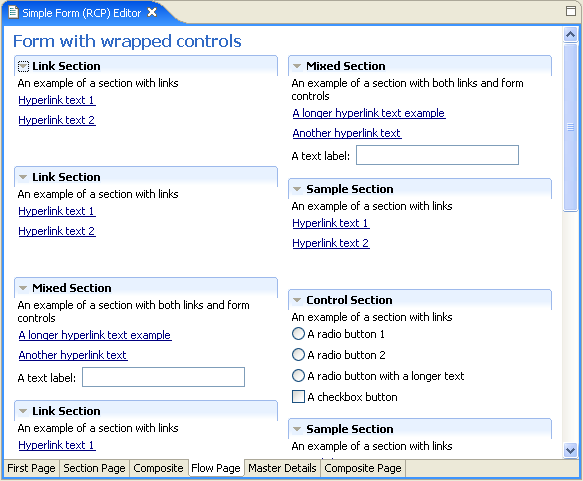 Simple Form (RCP) Editor
Form with wrapped controls
Link Section
An example of a section with links
Hyperlink text 1
Hyperlink text 2
Link Section
An example of a section with links
Hyperlink text 1
Hyperlink text 2
Mixed Section
An example of a section with both links and form
controls
A longer hyperlink text example
Another hyperlink text
A text label:
Link Section
An example of a section with links
Hyperlink text 1
Mixed Section
An example of a section with both links and form
controls
A longer hyperlink text example
Another hyperlink text
A text label:
Sample Section
An example of a section with links
Hyperlink text 1
Hyperlink text 2
Control Section
An example of a section with links
A radio button 1
A radio button 2
A radio button with a longer text
A checkbox button
Sample Section
An example of a section with links
First Page Section Page Composite Flow Page Master Details Composite Page